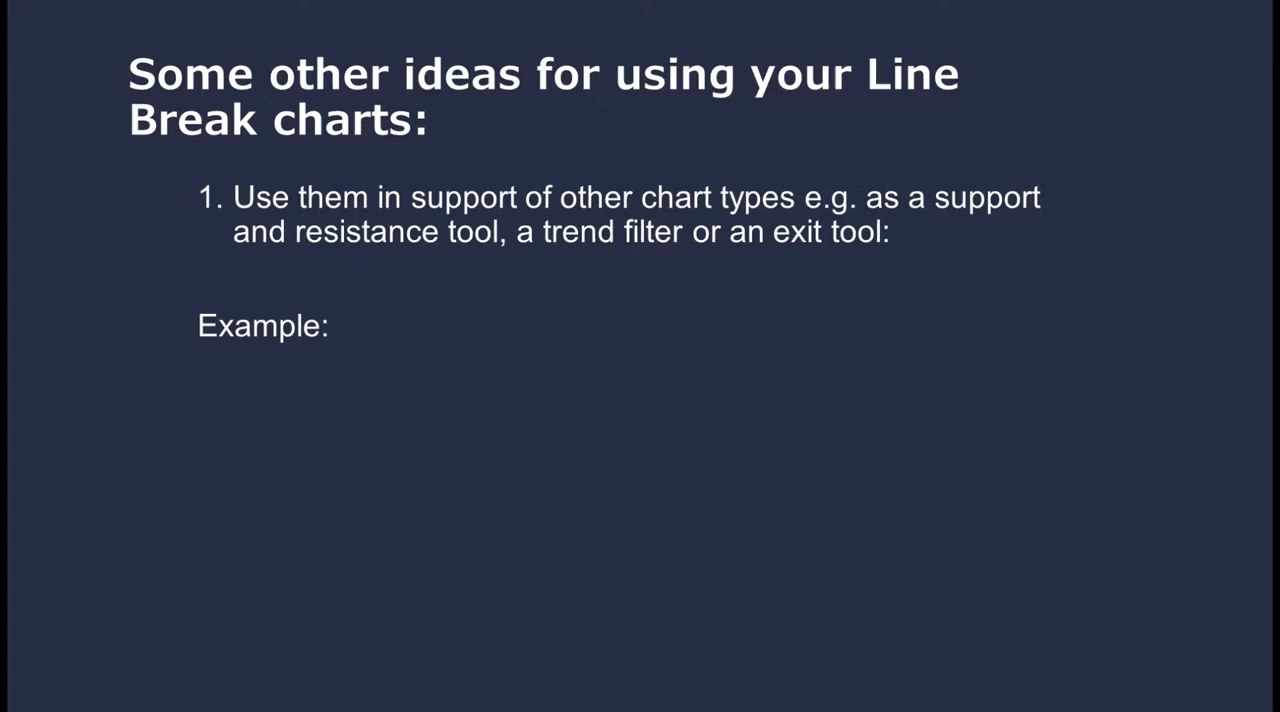 Some other ideas for using your Line
Break charts:
1. Use them in support of other chart types e.g. as a support
and resistance tool, a trend filter or an exit tool:
Example: